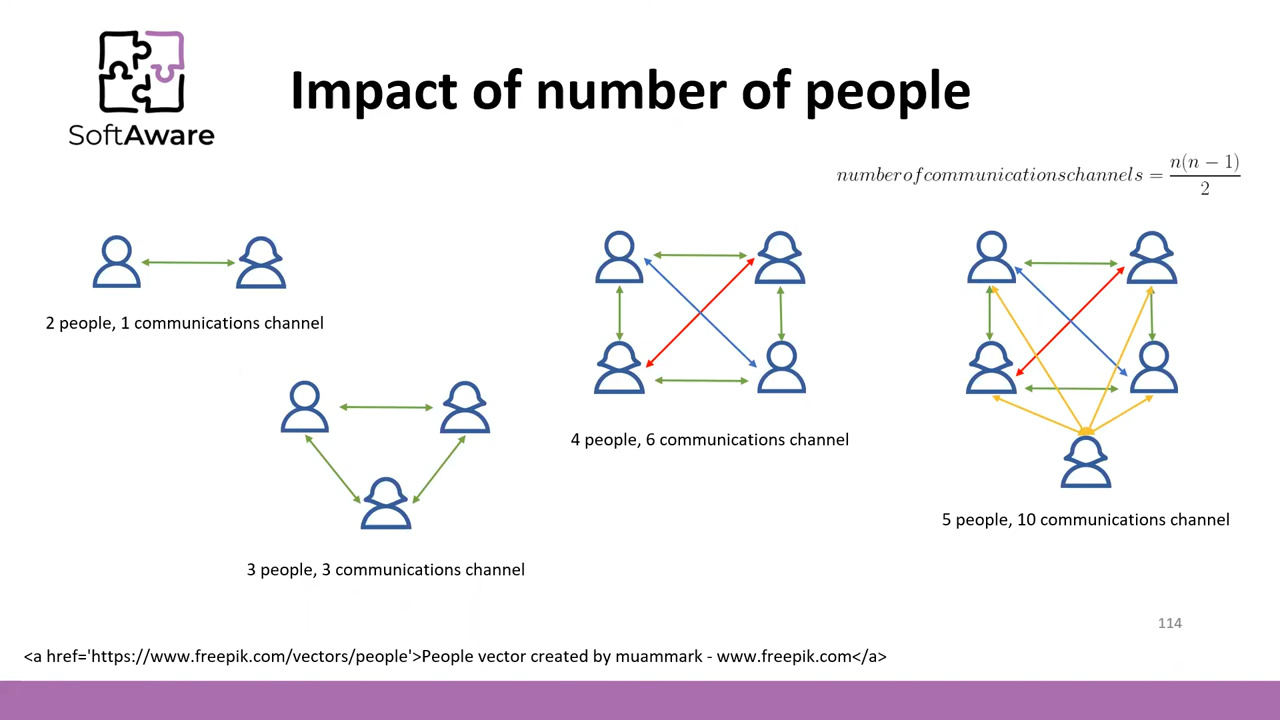 SoftAware
Impact of number of people
numberofcommunicationschannels = n(n − 1) / 2
2 people, 1 communications channel
3 people, 3 communications channel
4 people, 6 communications channel
5 people, 10 communications channel
114
<a href='https://www.freepik.com/vectors/people'>People vector created by muammark - www.freepik.com</a>